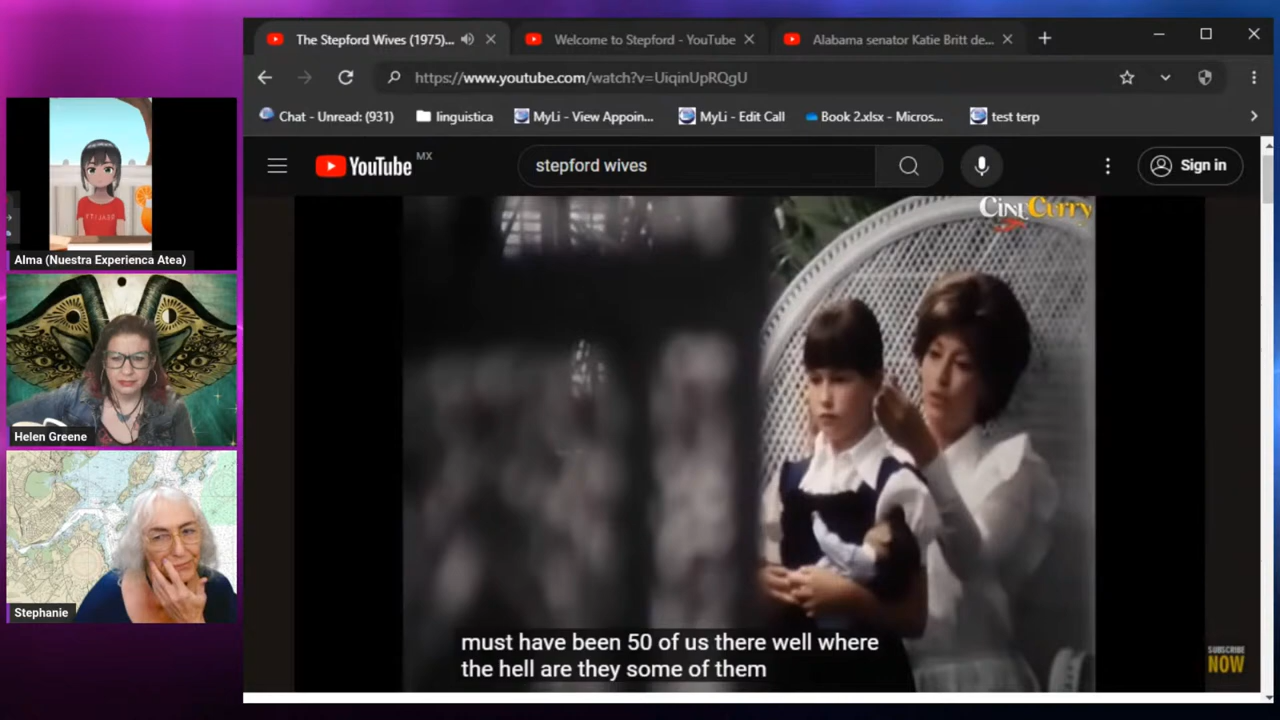 The Stepford Wives (1975)...
Welcome to Stepford - YouTube
Alabama senator Katie Britt de...
https://www.youtube.com/watch?v=UiqinUpRQgU
Chat - Unread: (931)
linguistica
MyLi - View Appoin...
MyLi - Edit Call
Book 2.xlsx - Micros...
test terp
YouTube MX
stepford wives
Sign in
CineCurry
Alma (Nuestra Experienca Atea)
Helen Greene
Stephanie
must have been 50 of us there well where
the hell are they some of them
SUBSCRIBE
NOW